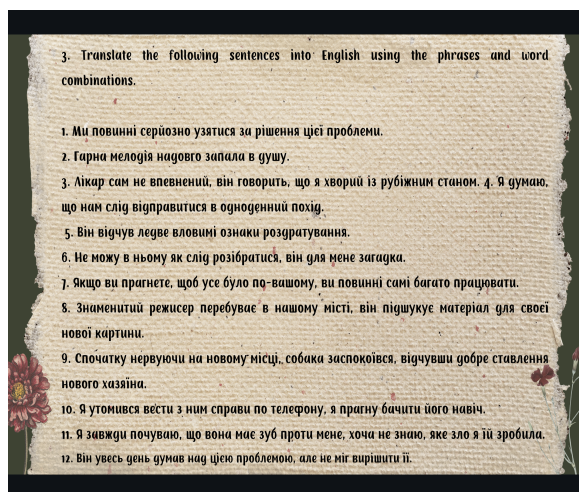 3. Translate the following sentences into English using the phrases and word
combinations.
1. Ми повинні серйозно узятися за рішення цієї проблеми.
2. Гарна мелодія надовго запала в душу.
3. Лікар сам не впевнений, він говорить, що я хворий із рубіжним станом. 4. Я думаю,
що нам слід відправитися в одноденний похід.
5. Він відчув ледве вловимі ознаки роздратування.
6. Не можу в ньому як слід розібратися, він для мене загадка.
7. Якщо ви прагнете, щоб усе було по-вашому, ви повинні самі багато працювати.
8. Знаменитий режисер перебуває в нашому місті, він підшукує матеріал для своєї
нової картини.
9. Спочатку нервуючи на новому місці, собака заспокоївся, відчувши добре ставлення
нового хазяїна.
10. Я утомився вести з ним справи по телефону, я прагну бачити його навіч.
11. Я завжди почуваю, що вона має зуб проти мене, хоча не знаю, яке зло я їй зробила.
12. Він увесь день думав над цією проблемою, але не міг вирішити її.